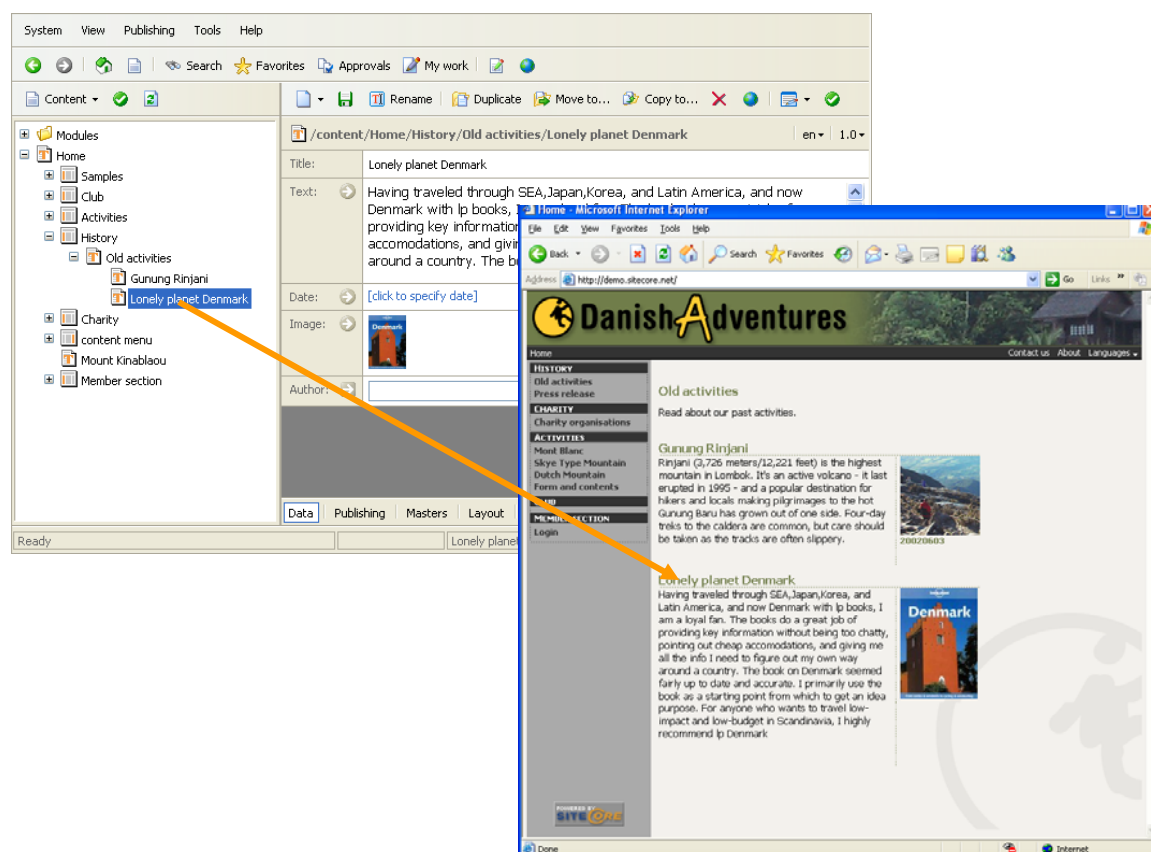 System View Publishing Tools Help
Search Favorites Approvals My work
Content
Rename Duplicate Move to... Copy to...
Modules
Home
Samples
Club
Activities
History
Old activities
Gunung Rinjani
Lonely planet Denmark
Charity
content menu
Mount Kinablaou
Member section
/content/Home/History/Old activities/Lonely planet Denmark en 1.0
Title: Lonely planet Denmark
Text: Having traveled through SEA,Japan,Korea, and Latin America, and now
Denmark with lp books,
providing key information
accomodations, and
around a country. The
Date: [click to specify date]
Image:
Denmark
Author:
Data Publishing Masters Layout
Ready Lonely planet
Home - Microsoft Internet Explorer
File Edit View Favorites Tools Help
Back Search Favorites
Address http://demo.sitecore.net/ Go Links
Danish Adventures
Home Contact us About Languages
HISTORY
Old activities
Press release
CHARITY
Charity organisations
ACTIVITIES
Mont Blanc
Skye Type Mountain
Dutch Mountain
Form and contents
MEMBER SECTION
Login
POWERED BY
SITECORE
Old activities
Read about our past activities.
Gunung Rinjani
Rinjani (3,726 meters/12,221 feet) is the highest
mountain in Lombok. It's an active volcano - it last
erupted in 1995 - and a popular destination for
hikers and locals making pilgrimages to the hot
Gunung Baru has grown out of one side. Four-day
treks to the caldera are common, but care should
be taken as the tracks are often slippery.
20020603
Lonely planet Denmark
Having traveled through SEA,Japan,Korea, and
Latin America, and now Denmark with lp books, I
am a loyal fan. The books do a great job of
providing key information without being too chatty,
pointing out cheap accomodations, and giving me
all the info I need to figure out my own way
around a country. The book on Denmark seemed
fairly up to date and accurate. I primarily use the
book as a starting point from which to get an idea
purpose. For anyone who wants to travel low-
impact and low-budget in Scandinavia, I highly
recommend lp Denmark
Denmark
Done Internet